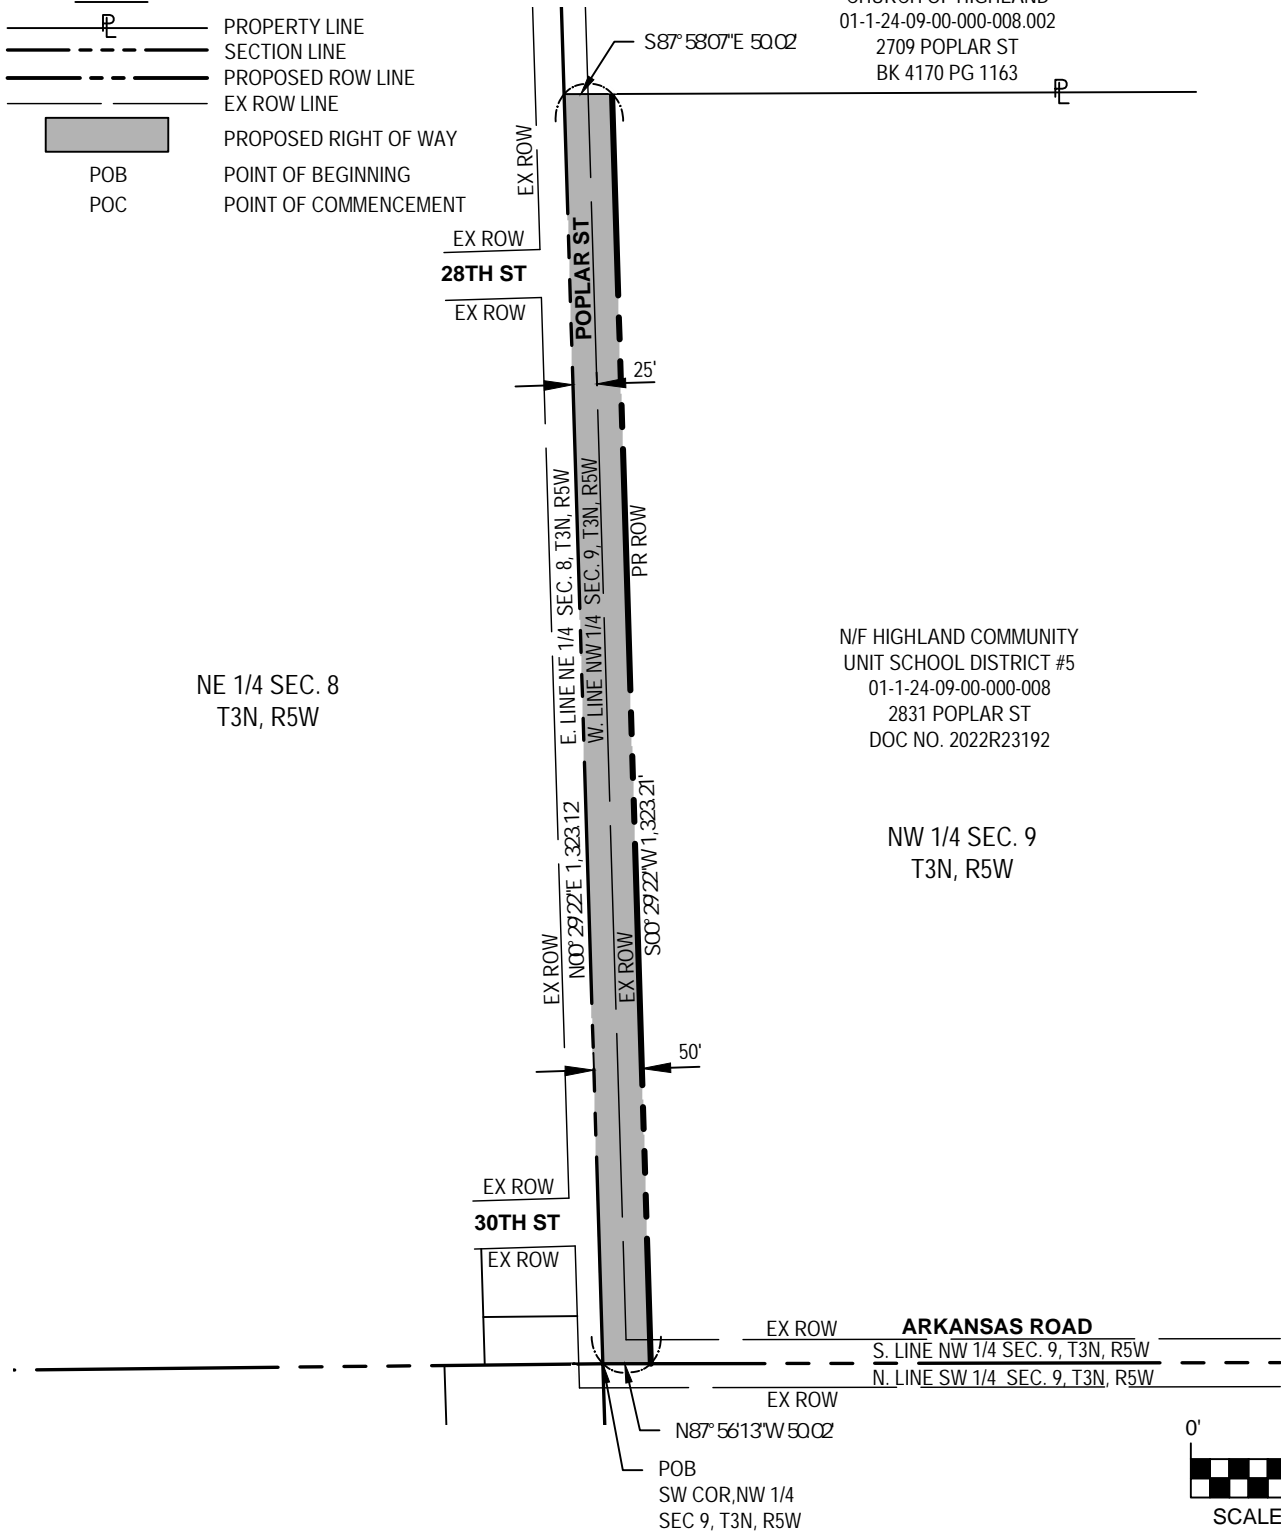 PROPERTY LINE
SECTION LINE
PROPOSED ROW LINE
EX ROW LINE
PROPOSED RIGHT OF WAY
POB POINT OF BEGINNING
POC POINT OF COMMENCEMENT
S87°58'07"E 50.02'
01-1-24-09-00-000-008.002
2709 POPLAR ST
BK 4170 PG 1163
PL
PL
EX ROW
EX ROW
28TH ST
EX ROW
POPLAR ST
25'
E. LINE NE 1/4 SEC. 8, T3N, R5W
W. LINE NW 1/4 SEC. 9, T3N, R5W
PR ROW
NE 1/4 SEC. 8
T3N, R5W
N/F HIGHLAND COMMUNITY
UNIT SCHOOL DISTRICT #5
01-1-24-09-00-000-008
2831 POPLAR ST
DOC NO. 2022R23192
NW 1/4 SEC. 9
T3N, R5W
N00°29'22"E 1,323.12
S00°29'22"W 1,323.21'
EX ROW
EX ROW
50'
EX ROW
30TH ST
EX ROW
EX ROW ARKANSAS ROAD
S. LINE NW 1/4 SEC. 9, T3N, R5W
N. LINE SW 1/4 SEC. 9, T3N, R5W
EX ROW
N87°56'13"W 50.02'
POB
SW COR,NW 1/4
SEC 9, T3N, R5W
0'
SCALE